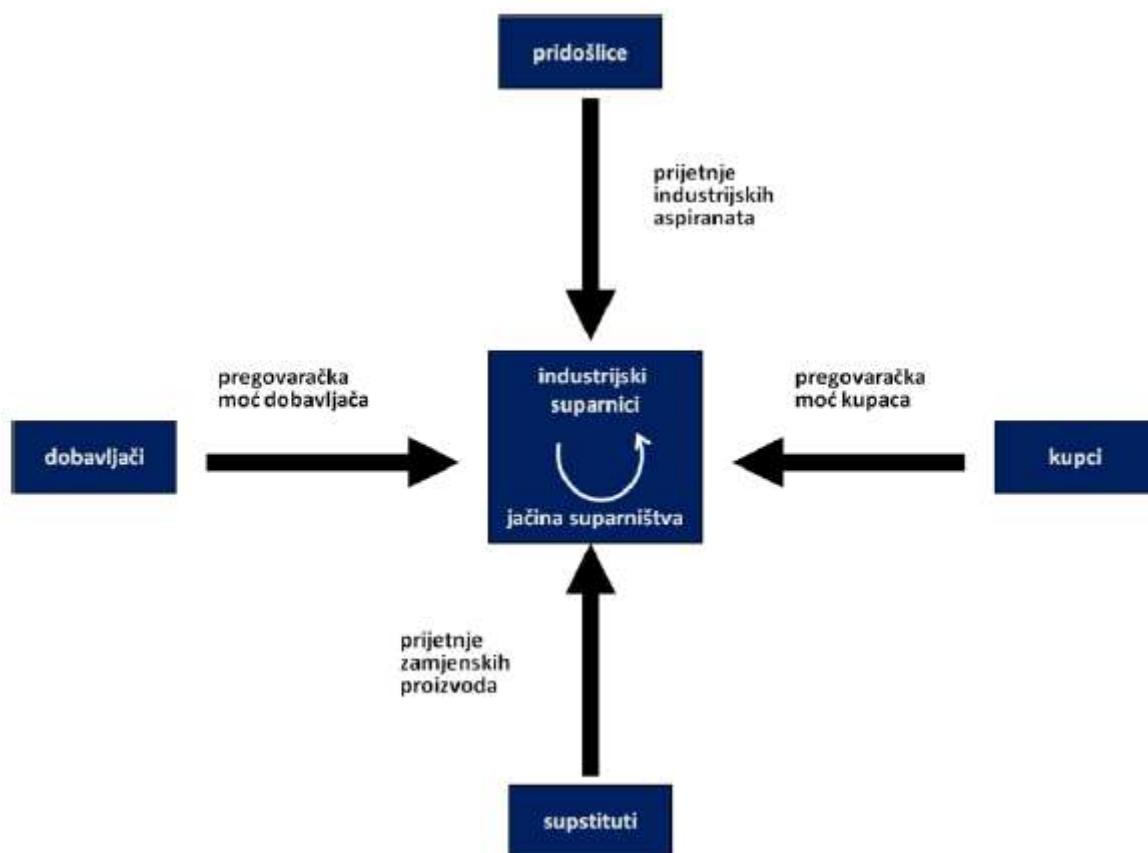 pridošlice
prijetnje
industrijskih
aspiranata
pregovaračka
moć dobavljača
industrijski
suparnici
pregovaračka
moć kupaca
dobavljači
kupci
jačina suparništva
prijetnje
zamjenskih
proizvoda
supstituti